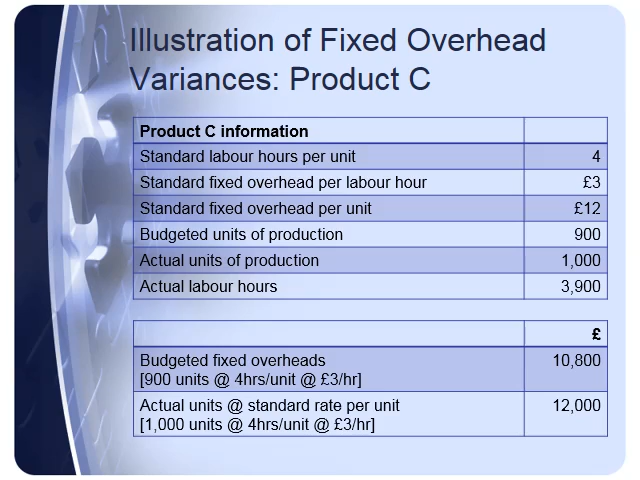 Illustration of Fixed Overhead
Variances: Product C
Product C information
Standard labour hours per unit 4
Standard fixed overhead per labour hour £3
Standard fixed overhead per unit £12
Budgeted units of production 900
Actual units of production 1,000
Actual labour hours 3,900
£
Budgeted fixed overheads 10,800
[900 units @ 4hrs/unit @ £3/hr]
Actual units @ standard rate per unit 12,000
[1,000 units @ 4hrs/unit @ £3/hr]